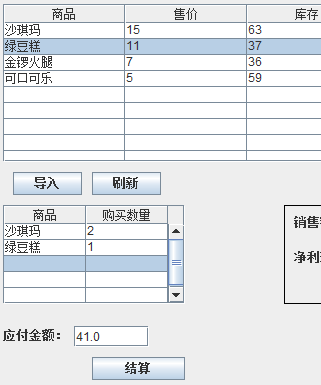 商品 售价 库存
沙琪玛 15 63
绿豆糕 11 37
金锣火腿 7 36
可口可乐 5 59
导入 刷新
商品 购买数量
沙琪玛 2
绿豆糕 1
销售
净利
应付金额： 41.0
结算